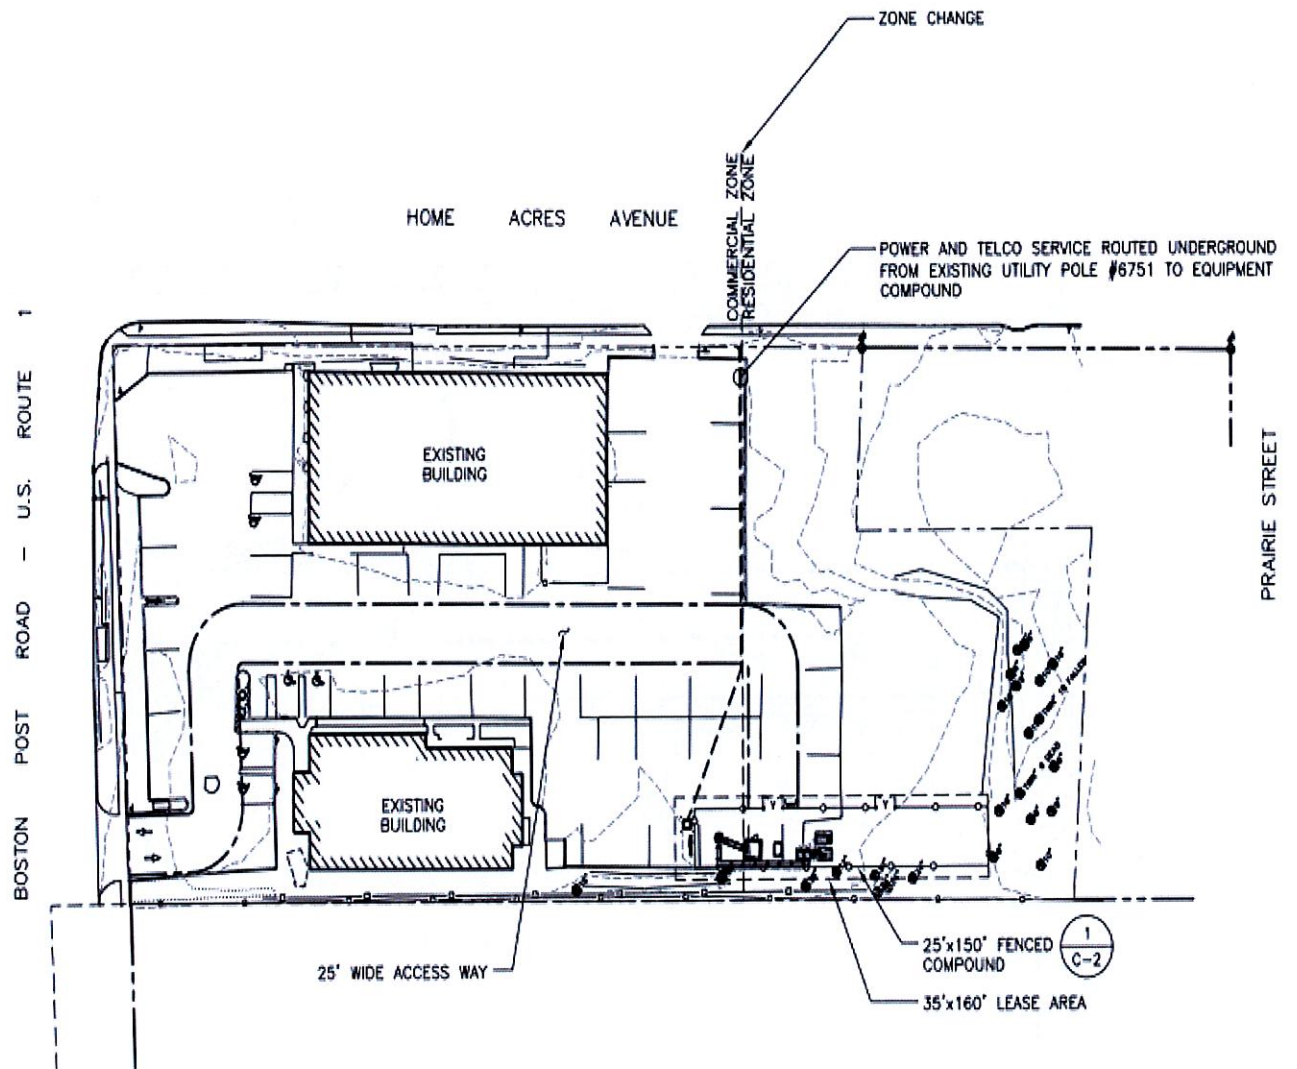 ZONE CHANGE
COMMERCIAL ZONE
RESIDENTIAL ZONE
HOME ACRES AVENUE
POWER AND TELCO SERVICE ROUTED UNDERGROUND
FROM EXISTING UTILITY POLE #6751 TO EQUIPMENT
COMPOUND
BOSTON POST ROAD — U.S. ROUTE 1
EXISTING
BUILDING
PRAIRIE STREET
EXISTING
BUILDING
25' WIDE ACCESS WAY
25'x150' FENCED
COMPOUND
1
C-2
35'x160' LEASE AREA